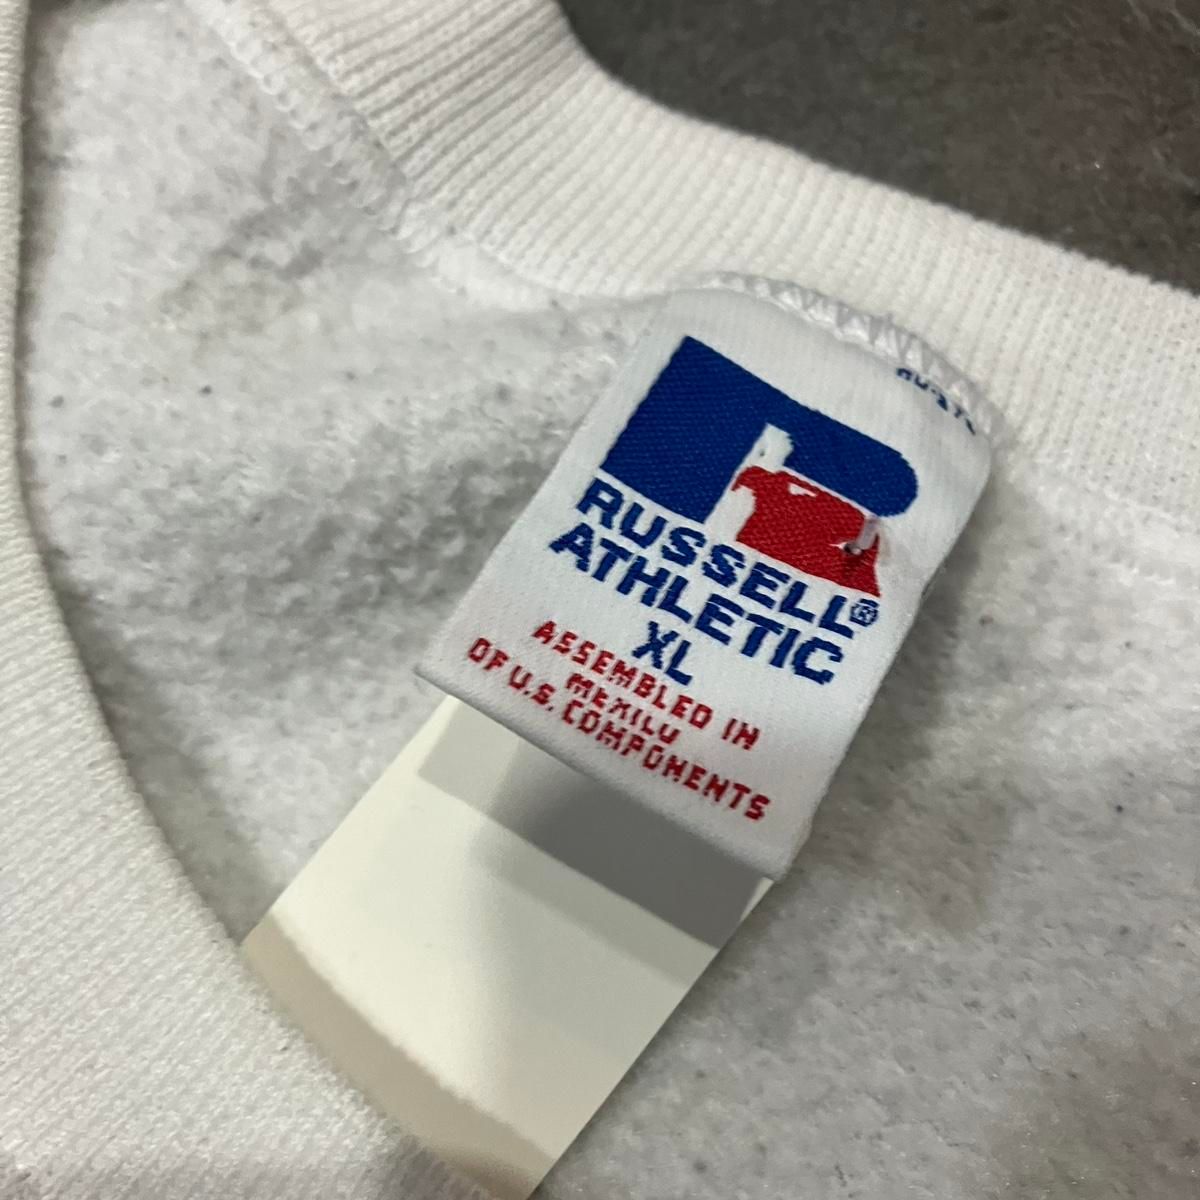 RUSSELL®
ATHLETIC
XL
ASSEMBLED IN
MEXICO
OF U.S. COMPONENTS